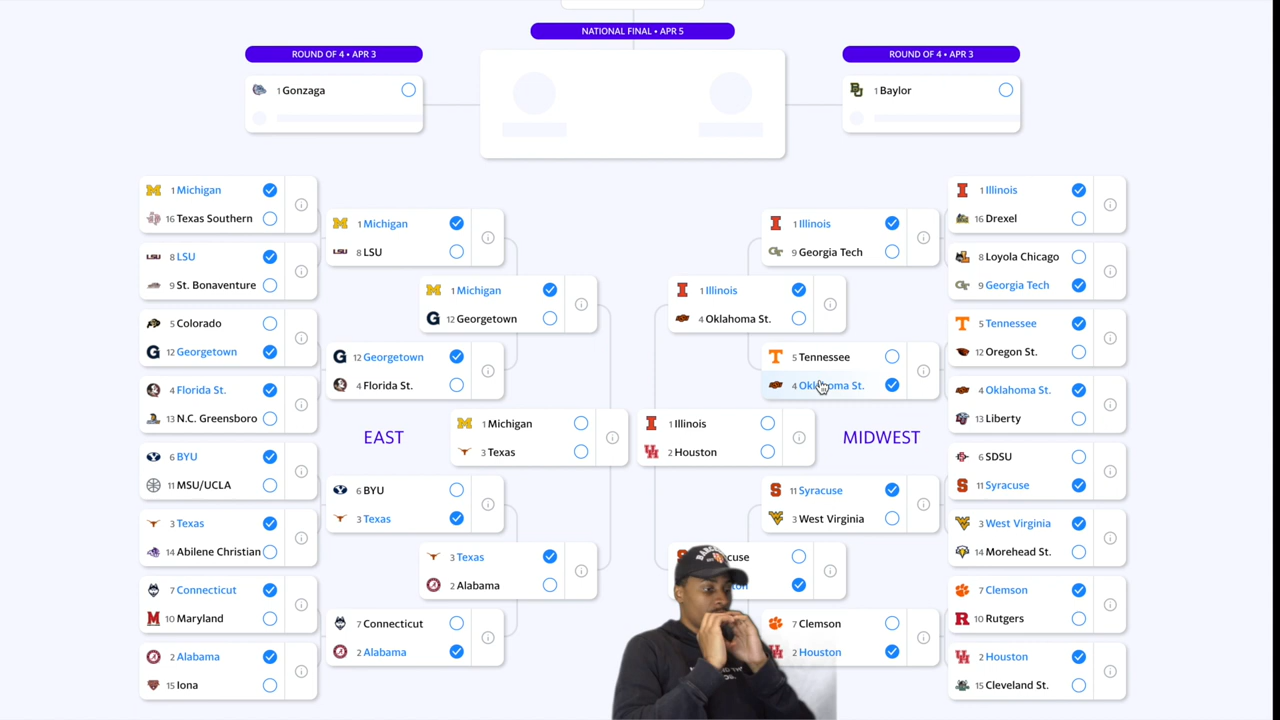 NATIONAL FINAL • APR 5
ROUND OF 4 • APR 3
1 Gonzaga
ROUND OF 4 • APR 3
1 Baylor
1 Michigan
16 Texas Southern
8 LSU
9 St. Bonaventure
5 Colorado
12 Georgetown
4 Florida St.
13 N.C. Greensboro
6 BYU
11 MSU/UCLA
3 Texas
14 Abilene Christian
7 Connecticut
10 Maryland
2 Alabama
15 Iona
1 Michigan
8 LSU
12 Georgetown
4 Florida St.
EAST
6 BYU
3 Texas
7 Connecticut
2 Alabama
1 Michigan
12 Georgetown
3 Texas
2 Alabama
1 Michigan
3 Texas
1 Illinois
2 Houston
1 Illinois
4 Oklahoma St.
1 Illinois
9 Georgia Tech
5 Tennessee
4 Oklahoma St.
MIDWEST
11 Syracuse
3 West Virginia
7 Clemson
2 Houston
1 Illinois
16 Drexel
8 Loyola Chicago
9 Georgia Tech
5 Tennessee
12 Oregon St.
4 Oklahoma St.
13 Liberty
6 SDSU
11 Syracuse
3 West Virginia
14 Morehead St.
7 Clemson
10 Rutgers
2 Houston
15 Cleveland St.